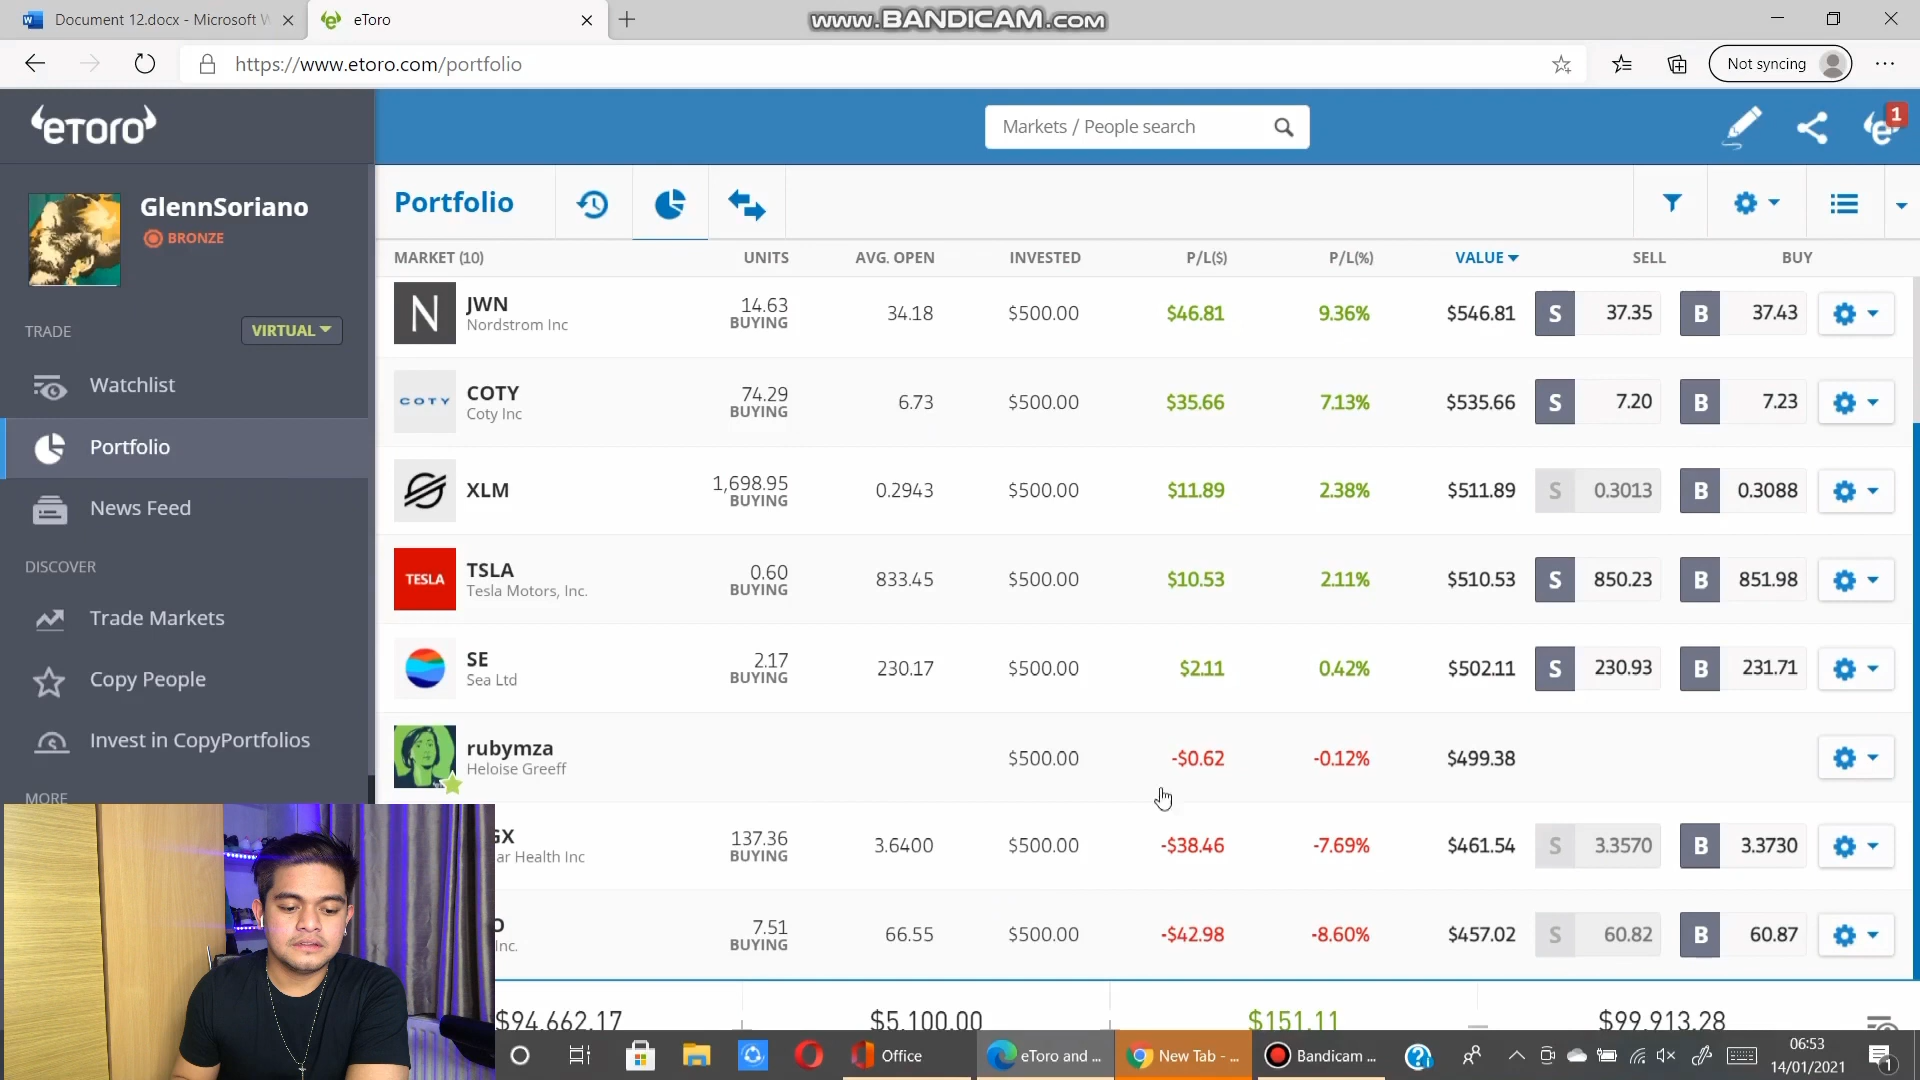 Document 12.docx - Microsoft W
eToro
www.BANDICAM.com
https://www.etoro.com/portfolio
Not syncing
eToro
Markets / People search
1
GlennSoriano
BRONZE
Portfolio
MARKET (10) UNITS AVG. OPEN INVESTED P/L($) P/L(%) VALUE SELL BUY
TRADE VIRTUAL
Watchlist
Portfolio
News Feed
DISCOVER
Trade Markets
Copy People
Invest in CopyPortfolios
MORE
N JWN 14.63 34.18 $500.00 $46.81 9.36% $546.81 S 37.35 B 37.43
Nordstrom Inc BUYING
COTY COTY 74.29 6.73 $500.00 $35.66 7.13% $535.66 S 7.20 B 7.23
Coty Inc BUYING
XLM 1,698.95 0.2943 $500.00 $11.89 2.38% $511.89 S 0.3013 B 0.3088
BUYING
TESLA TSLA 0.60 833.45 $500.00 $10.53 2.11% $510.53 S 850.23 B 851.98
Tesla Motors, Inc. BUYING
SE 2.17 230.17 $500.00 $2.11 0.42% $502.11 S 230.93 B 231.71
Sea Ltd BUYING
rubymza $500.00 -$0.62 -0.12% $499.38
Heloise Greeff
GX 137.36 3.6400 $500.00 -$38.46 -7.69% $461.54 S 3.3570 B 3.3730
ar Health Inc BUYING
7.51 66.55 $500.00 -$42.98 -8.60% $457.02 S 60.82 B 60.87
Inc. BUYING
$94,662.17 $5,100.00 $151.11 $99,913.28
Office
eToro and ...
New Tab - ...
Bandicam ...
06:53
14/01/2021
1